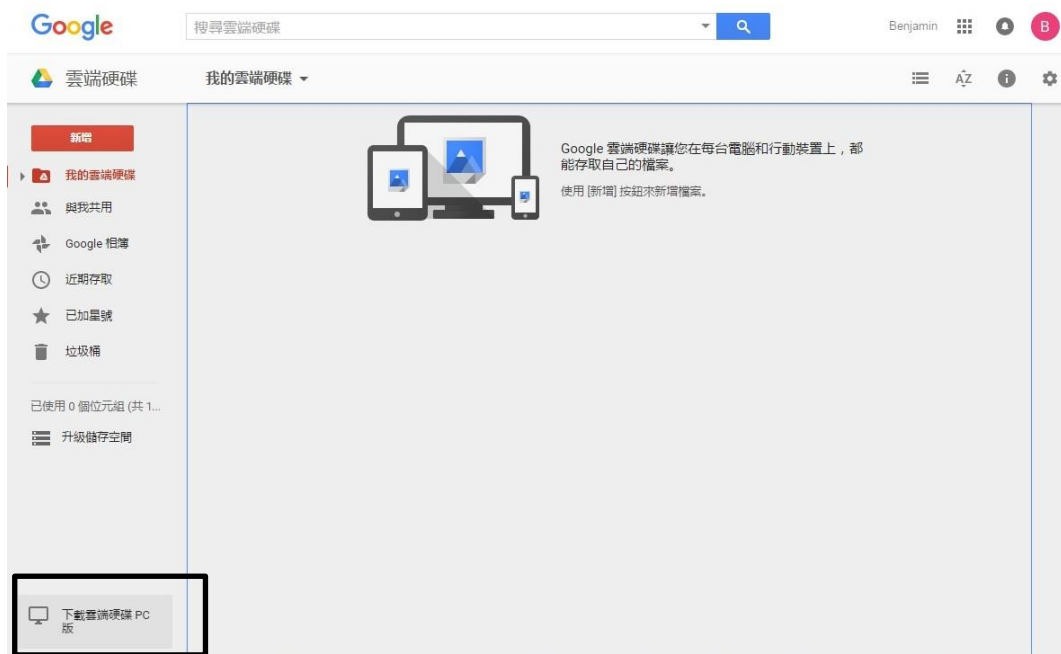 Google
搜尋雲端硬碟
Benjamin
B
雲端硬碟
我的雲端硬碟
AZ
新增
我的雲端硬碟
與我共用
Google 相簿
近期存取
已加星號
垃圾桶
已使用 0 個位元組 (共 1...
升級儲存空間
下載雲端硬碟 PC
版
Google 雲端硬碟讓您在每台電腦和行動裝置上，都
能存取自己的檔案。
使用 [新增] 按鈕來新增檔案。